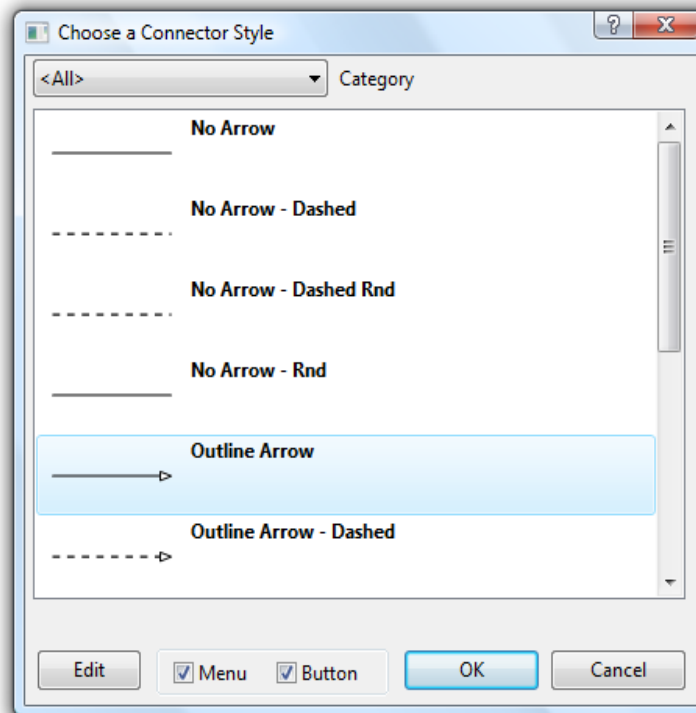 Choose a Connector Style
?
<All> Category
No Arrow
No Arrow - Dashed
No Arrow - Dashed Rnd
No Arrow - Rnd
Outline Arrow
Outline Arrow - Dashed
Edit Menu Button OK Cancel